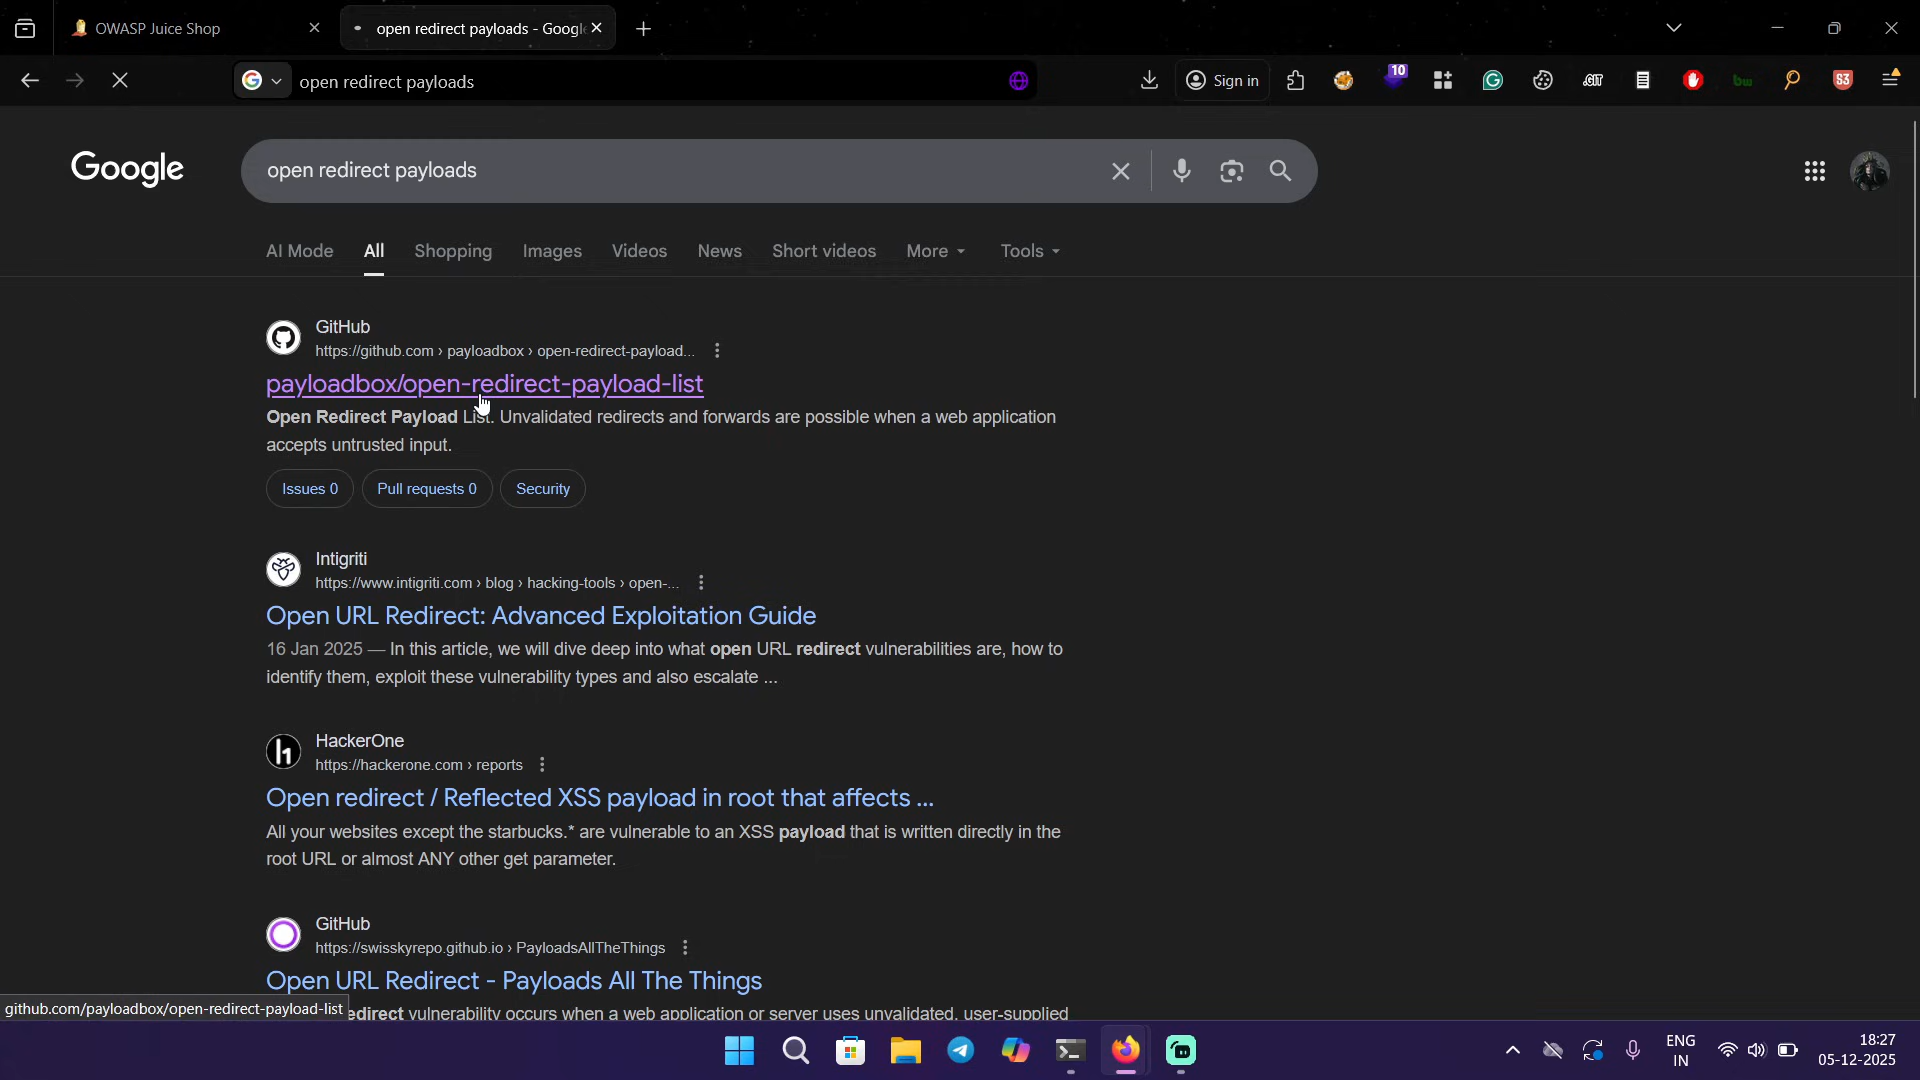 OWASP Juice Shop
open redirect payloads - Google
open redirect payloads
10
Sign in
.GIT
bw
53
Google
open redirect payloads
AI Mode
All
Shopping
Images
Videos
News
Short videos
More
Tools
GitHub
https://github.com › payloadbox › open-redirect-payload...
payloadbox/open-redirect-payload-list
Open Redirect Payload List. Unvalidated redirects and forwards are possible when a web application
accepts untrusted input.
Issues 0
Pull requests 0
Security
Intigriti
https://www.intigriti.com › blog › hacking-tools › open-...
Open URL Redirect: Advanced Exploitation Guide
16 Jan 2025 — In this article, we will dive deep into what open URL redirect vulnerabilities are, how to
identify them, exploit these vulnerability types and also escalate ...
HackerOne
https://hackerone.com › reports
Open redirect / Reflected XSS payload in root that affects ...
All your websites except the starbucks.* are vulnerable to an XSS payload that is written directly in the
root URL or almost ANY other get parameter.
GitHub
https://swisskyrepo.github.io › PayloadsAllTheThings
Open URL Redirect - Payloads All The Things
github.com/payloadbox/open-redirect-payload-list
edirect vulnerability occurs when a web application or server uses unvalidated, user-supplied
ENG
IN
18:27
05-12-2025